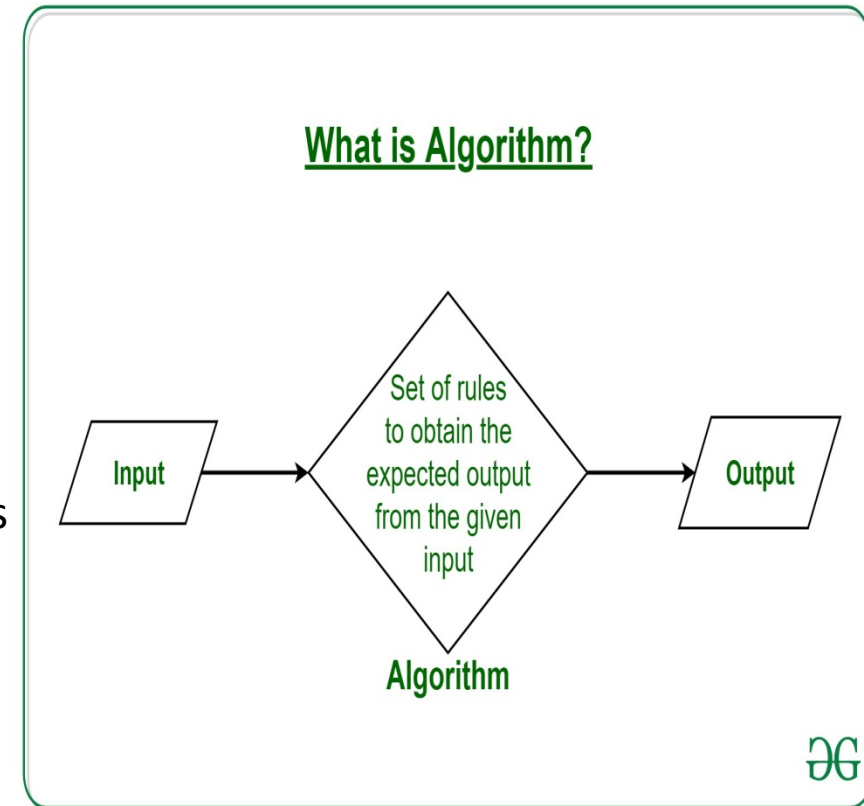 What is Algorithm?
Set of rules
to obtain the
expected output
from the given
input
Input
Output
Algorithm
s